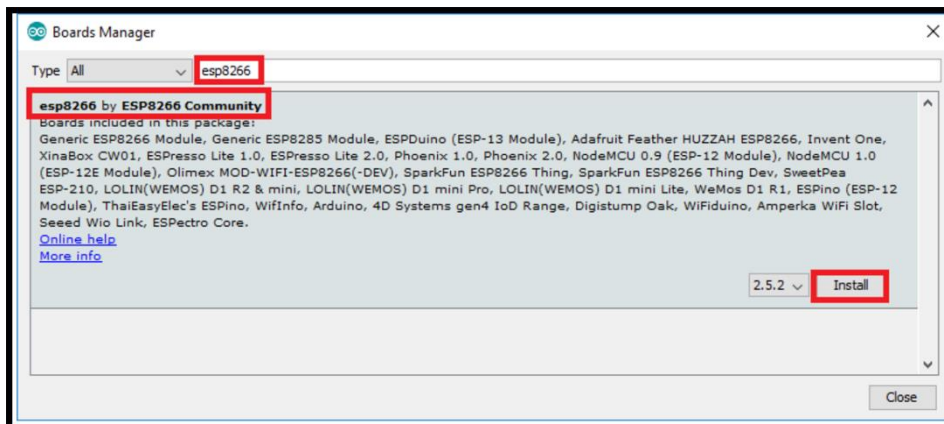 Boards Manager
Type All esp8266
esp8266 by ESP8266 Community
Boards included in this package:
Generic ESP8266 Module, Generic ESP8285 Module, ESPDuino (ESP-13 Module), Adafruit Feather HUZZAH ESP8266, Invent One,
XinaBox CW01, ESPresso Lite 1.0, ESPresso Lite 2.0, Phoenix 1.0, Phoenix 2.0, NodeMCU 0.9 (ESP-12 Module), NodeMCU 1.0
(ESP-12E Module), Olimex MOD-WIFI-ESP8266(-DEV), SparkFun ESP8266 Thing, SparkFun ESP8266 Thing Dev, SweetPea
ESP-210, LOLIN(WEMOS) D1 R2 & mini, LOLIN(WEMOS) D1 mini Pro, LOLIN(WEMOS) D1 mini Lite, WeMos D1 R1, ESPino (ESP-12
Module), ThaiEasyElec's ESPino, WifInfo, Arduino, 4D Systems gen4 IoD Range, Digistump Oak, WiFiduino, Amperka WiFi Slot,
Seeed Wio Link, ESPectro Core.
Online help
More info
2.5.2 Install
Close